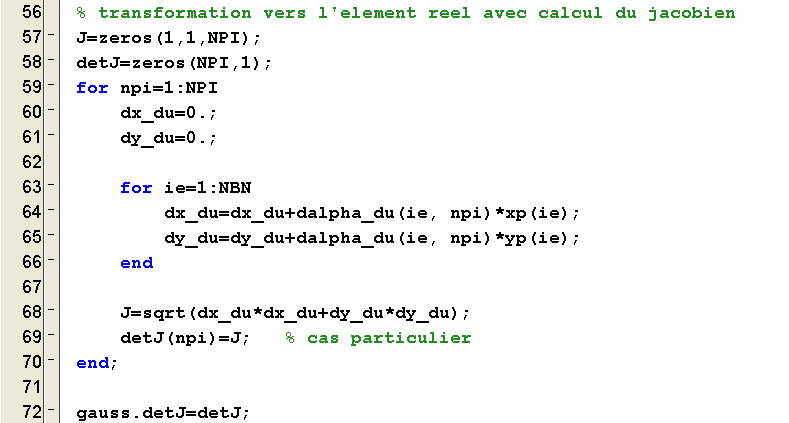 56 % transformation vers l'element reel avec calcul du jacobien
57 - J=zeros(1,1,NPI);
58 - detJ=zeros(NPI,1);
59 - for npi=1:NPI
60 -     dx_du=0.;
61 -     dy_du=0.;
62
63 -     for ie=1:NBN
64 -         dx_du=dx_du+dalpha_du(ie, npi)*xp(ie);
65 -         dy_du=dy_du+dalpha_du(ie, npi)*yp(ie);
66 -     end
67
68 -     J=sqrt(dx_du*dx_du+dy_du*dy_du);
69 -     detJ(npi)=J;   % cas particulier
70 - end;
71
72 - gauss.detJ=detJ;